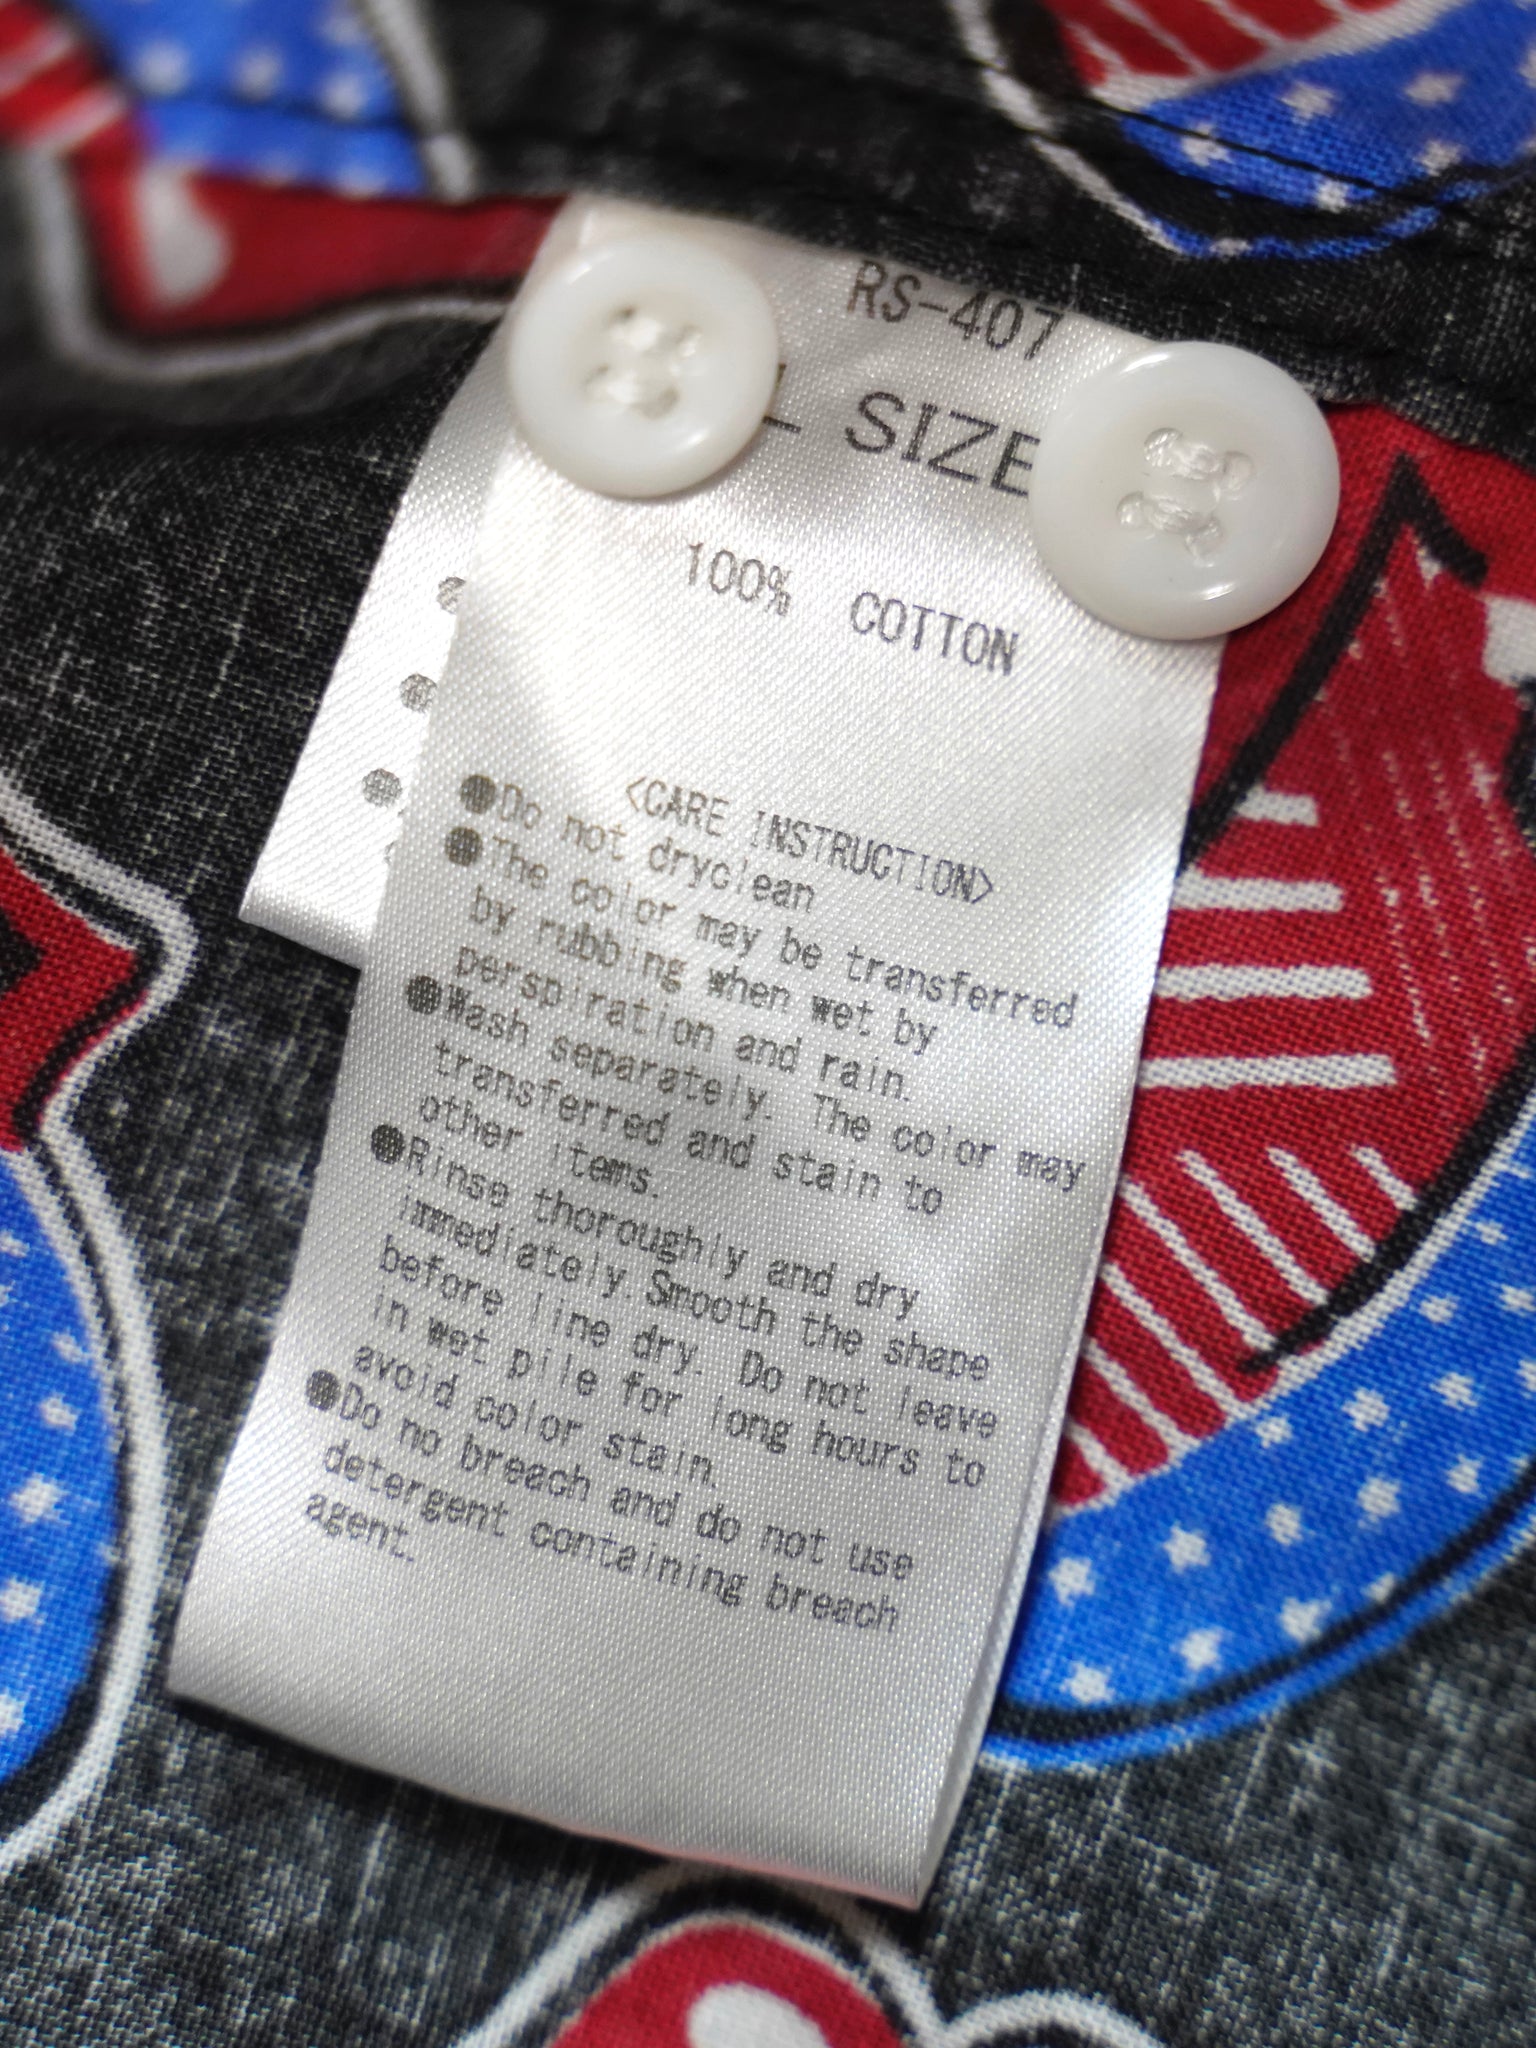 RS-407
L SIZE
100% COTTON
<CARE INSTRUCTION>
●Do not dryclean
●The color may be transferred
by rubbing when wet by
perspiration and rain.
●Wash separately. The color may
transferred and stain to
other items.
●Rinse thoroughly and dry
immediately.Smooth the shape
before line dry. Do not leave
in wet pile for long hours to
avoid color stain.
●Do no breach and do not use
detergent containing breach
agent.